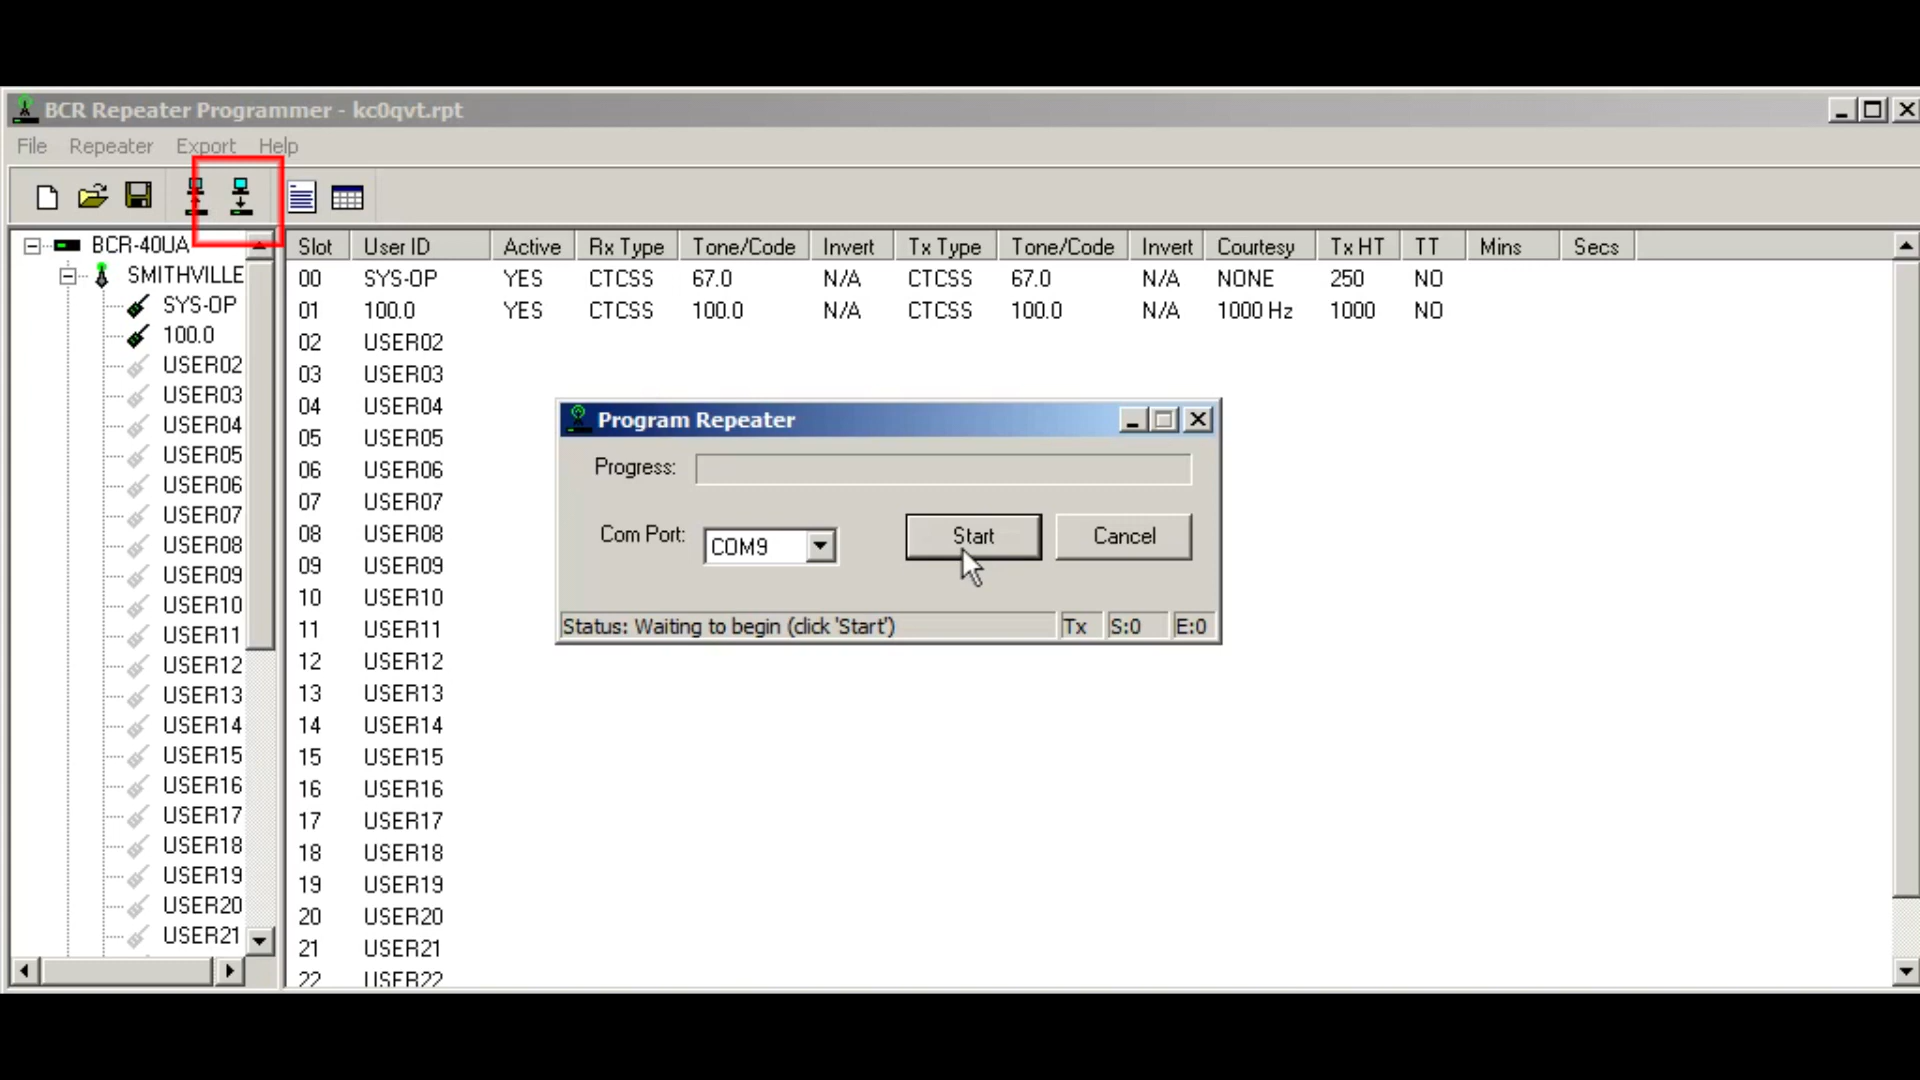 BCR Repeater Programmer - kc0qvt.rpt
File Repeater Export Help
BCR-40UA
SMITHVILLE
SYS-OP
100.0
USER02
USER03
USER04
USER05
USER06
USER07
USER08
USER09
USER10
USER11
USER12
USER13
USER14
USER15
USER16
USER17
USER18
USER19
USER20
USER21
Slot User ID Active Rx Type Tone/Code Invert Tx Type Tone/Code Invert Courtesy Tx HT TT Mins Secs
00 SYS-OP YES CTCSS 67.0 N/A CTCSS 67.0 N/A NONE 250 NO
01 100.0 YES CTCSS 100.0 N/A CTCSS 100.0 N/A 1000 Hz 1000 NO
02 USER02
03 USER03
04 USER04
05 USER05
06 USER06
07 USER07
08 USER08
09 USER09
10 USER10
11 USER11
12 USER12
13 USER13
14 USER14
15 USER15
16 USER16
17 USER17
18 USER18
19 USER19
20 USER20
21 USER21
22 USER22
Program Repeater
Progress:
Com Port: COM9 Start Cancel
Status: Waiting to begin (click 'Start') Tx S:0 E:0